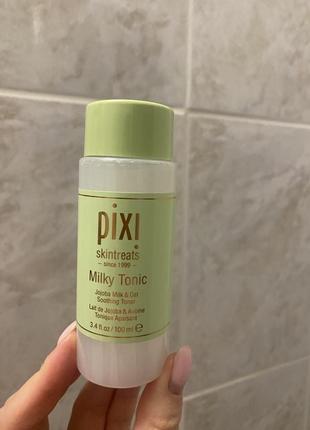 pixi
skintreats
since 1999
Milky Tonic
Jojoba Milk & Oat
Soothing Toner
Lait de Jojoba & Avoine
Tonique Apaisant
3.4 fl.oz / 100 ml e